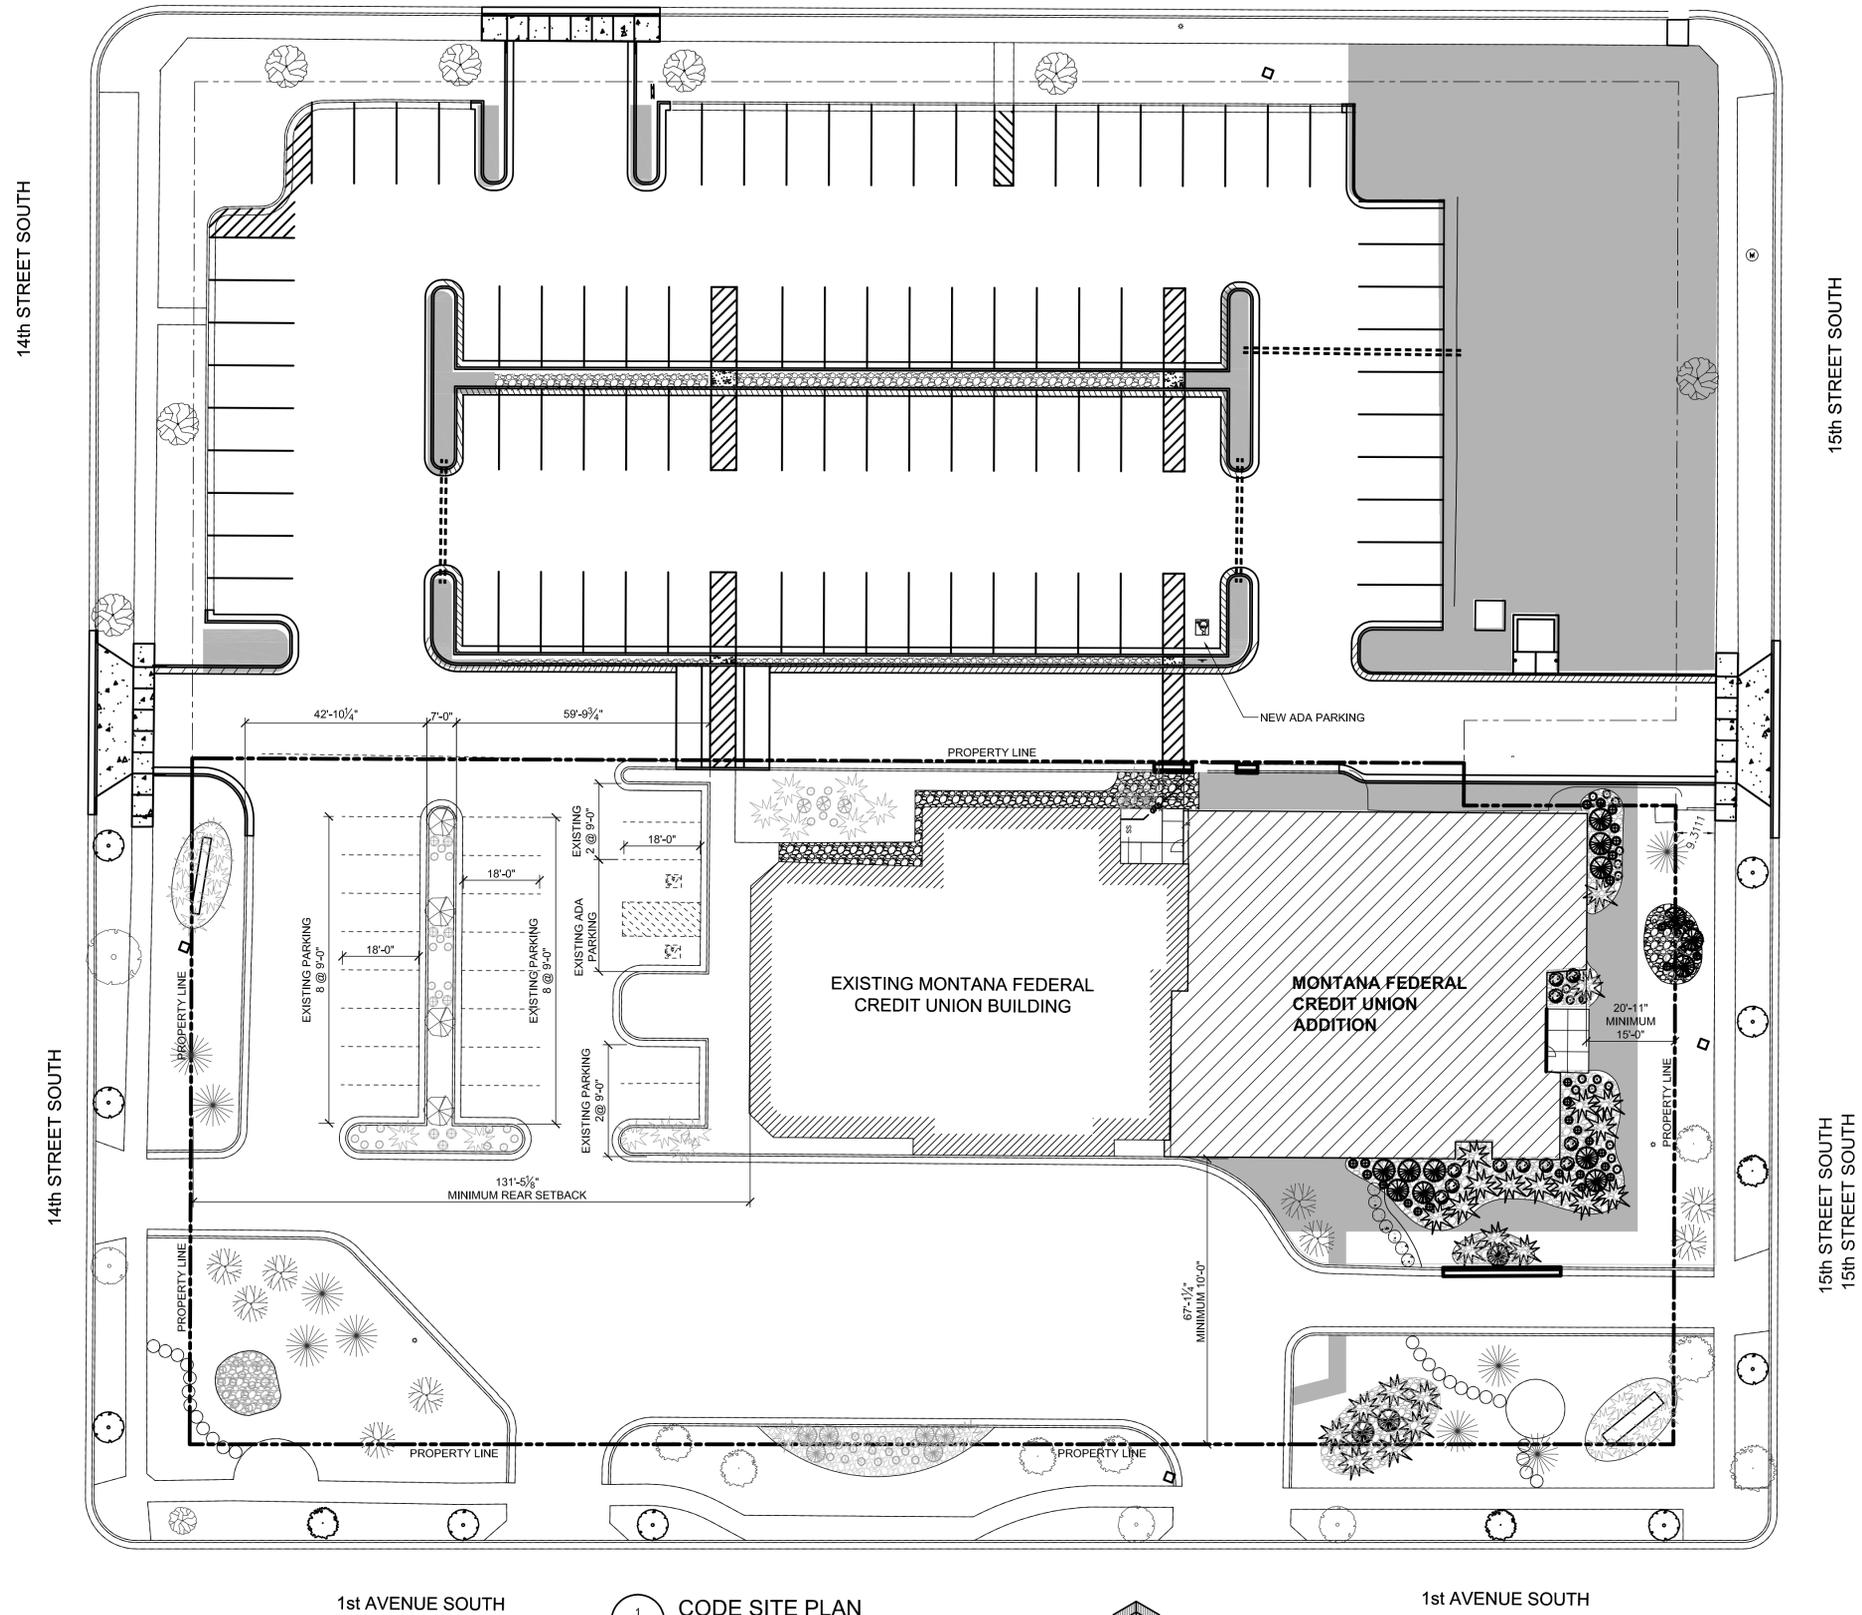 14th STREET SOUTH
15th STREET SOUTH
42'-10¼"
7'-0"
59'-9¾"
NEW ADA PARKING
PROPERTY LINE
EXISTING
2 @ 9'-0"
18'-0"
SS
9.3111
18'-0"
EXISTING PARKING
8 @ 9'-0"
18'-0"
EXISTING PARKING
8 @ 9'-0"
EXISTING ADA
PARKING
PROPERTY LINE
EXISTING MONTANA FEDERAL
CREDIT UNION BUILDING
MONTANA FEDERAL
CREDIT UNION
ADDITION
20'-11"
MINIMUM
15'-0"
PROPERTY LINE
EXISTING PARKING
2@ 9'-0"
14th STREET SOUTH
15th STREET SOUTH
15th STREET SOUTH
131'-5⅛"
MINIMUM REAR SETBACK
PROPERTY LINE
67'-1¼"
MINIMUM 10'-0"
PROPERTY LINE
PROPERTY LINE
1st AVENUE SOUTH
1
CODE SITE PLAN
1st AVENUE SOUTH